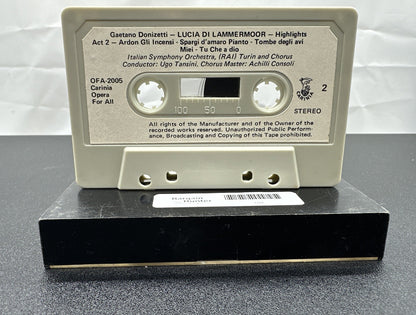 Gaetano Donizetti — LUCIA DI LAMMERMOOR — Highlights
Act 2 — Ardon Gli Incensi - Spargi d'amaro Pianto - Tombe degli avi
Miei - Tu Che a dio
Italian Symphony Orchestra, (RAI) Turin and Chorus
Conductor: Ugo Tansini, Chorus Master: Achilli Consoli
OFA-2005
Carinia
Opera
For All
2
STEREO
100 50 0
All rights of the Manufacturer and of the Owner of the
recorded works reserved. Unauthorized Public Perform-
ance, Broadcasting and Copying of this Tape prohibited.
Bargain
Hunter